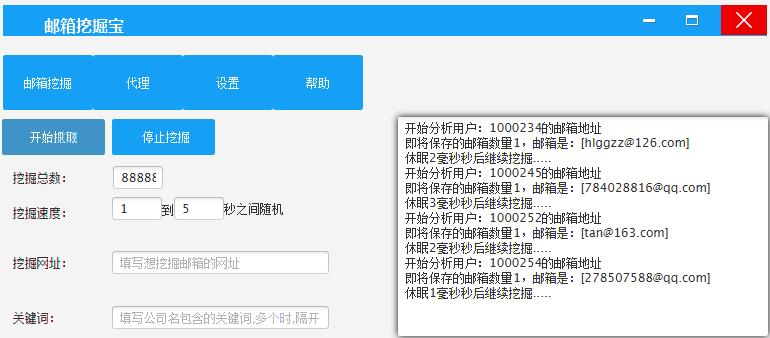 邮箱挖掘宝
邮箱挖掘 代理 设置 帮助
开始挖掘 停止挖掘
挖掘总数： 88888
挖掘速度： 1 到 5 秒之间随机
挖掘网址： 填写想挖掘邮箱的网址
关键词： 填写公司名包含的关键词,多个时,隔开
开始分析用户：1000234的邮箱地址
即将保存的邮箱数量1，邮箱是：[hlggzz@126.com]
休眠2毫秒秒后继续挖掘.....
开始分析用户：1000245的邮箱地址
即将保存的邮箱数量1，邮箱是：[784028816@qq.com]
休眠3毫秒秒后继续挖掘.....
开始分析用户：1000252的邮箱地址
即将保存的邮箱数量1，邮箱是：[tan@163.com]
休眠2毫秒秒后继续挖掘.....
开始分析用户：1000254的邮箱地址
即将保存的邮箱数量1，邮箱是：[278507588@qq.com]
休眠1毫秒秒后继续挖掘.....